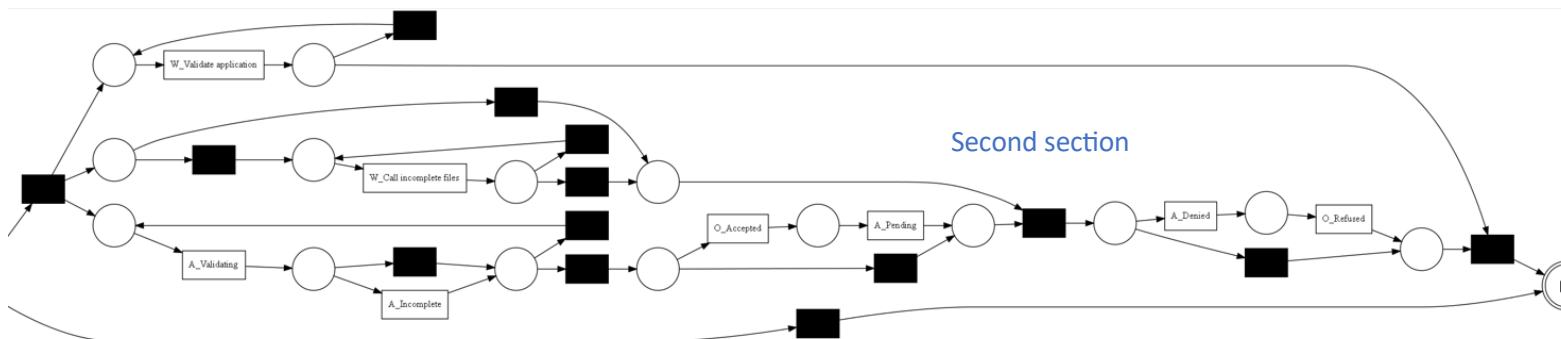 W_Validate application
Second section
W_Call incomplete files
A_Denied
O_Refused
O_Accepted
A_Pending
A_Validating
A_Incomplete